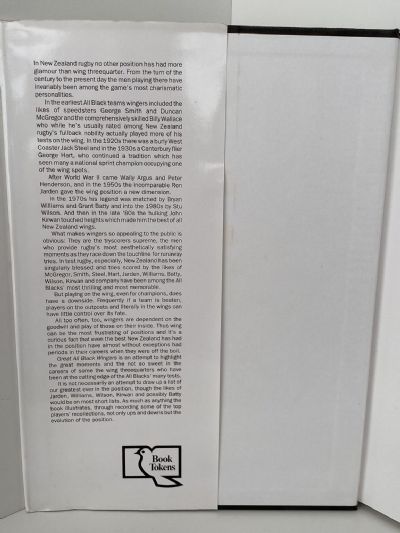 In New Zealand rugby no other position has had more
glamour than wing threequarter. From the turn of the
century to the present day the men playing there have
invariably been among the game's most charismatic
personalities.
In the earliest All Black teams wingers included the
likes of speedsters George Smith and Duncan
McGregor and the comprehensively skilled Billy Wallace
who while he's usually rated among New Zealand
rugby's fullback nobility actually played more of his
tests on the wing. In the 1920s there was a burly West
Coaster Jack Steel and in the 1930s a Canterbury flier
George Hart, who continued a tradition which has
seen many a national sprint champion occupying one
of the wing spots.
After World War II came Wally Argus and Peter
Henderson, and in the 1950s the incomparable Ron
Jarden gave the wing position a new dimension.
In the 1970s his legend was matched by Bryan
Williams and Grant Batty and into the 1980s by Stu
Wilson. And then in the late '80s the hulking John
Kirwan touched heights which made him the best of all
New Zealand wingers.
What makes wingers so appealing to the public is
obvious: They are the tryscorers supreme, the men
who provide rugby's most aesthetically satisfying
moments as they race down the touchline for runaway
tries. In test rugby, especially, New Zealand has been
singularly blessed and tries scored by the likes of
McGregor, Smith, Steel, Hart, Jarden, Williams, Batty,
Wilson, Kirwan and company have been among the All
Blacks' most thrilling and most memorable.
But playing on the wing, even for champions, does
have a downside. Frequently if a team is beaten,
players on the outposts and literally in the wings can
have little control over its fate.
All too often, too, wingers are dependent on the
goodwill and play of those on their inside. Thus wing
can be the most frustrating of positions and it's a
curious fact that even the best New Zealand has had
in the position have almost without exceptions had
periods in their careers when they were off the boil.
Great All Black Wingers is an attempt to highlight
the great moments and the not so sweet in the
careers of some the wing threequarters who have
been at the cutting edge of the All Blacks' many tests.
It is not necessarily an attempt to draw up a list of
our greatest ever in the position, though the likes of
Jarden, Williams, Wilson, Kirwan and possibly Batty
would be on most short lists. As much as anything the
book illustrates, through recording some of the top
players' recollections, not only ups and downs but the
evolution of the position.
Book
Tokens